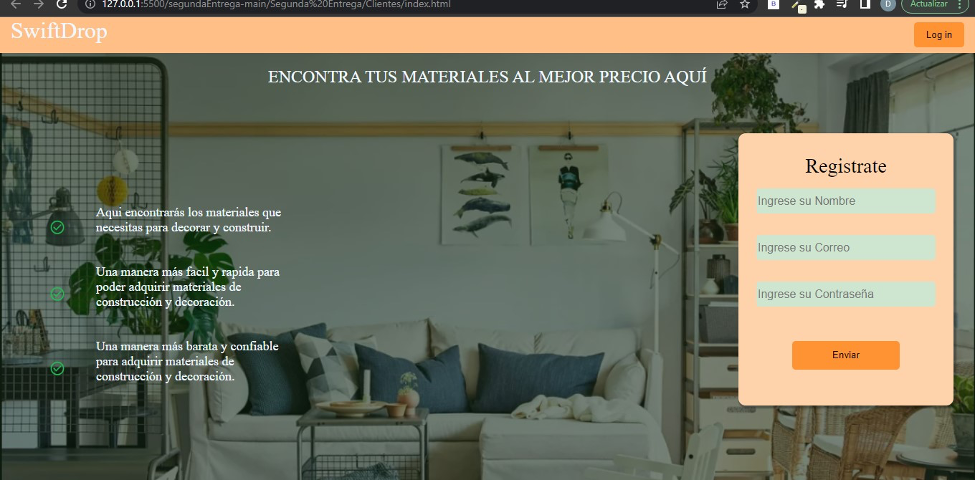 127.0.0.1:5500/segundaEntrega-main/Segunda%20Entrega/Clientes/index.html
D
Actualizar
SwiftDrop
Log in
ENCONTRA TUS MATERIALES AL MEJOR PRECIO AQUÍ
Aqui encontrarás los materiales que
necesitas para decorar y construir.
Una manera más facil y rapida para
poder adquirir materiales de
construcción y decoración.
Una manera más barata y confiable
para adquirir materiales de
construcción y decoración.
Registrate
Ingrese su Nombre
Ingrese su Correo
Ingrese su Contraseña
Enviar